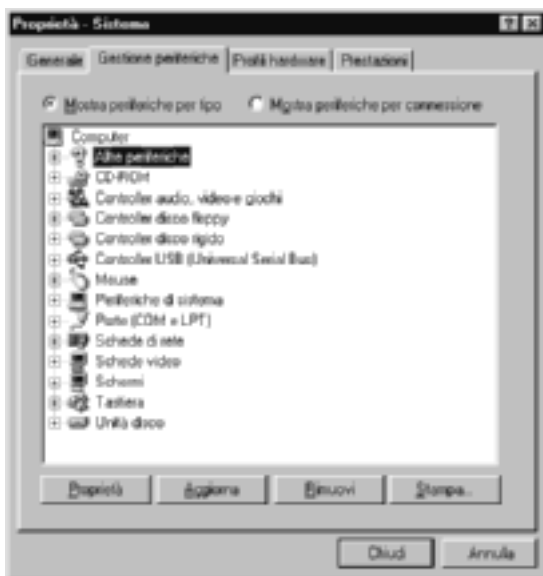 Proprietà - Sistema
Generale Gestione periferiche Profili hardware Prestazioni
Mostra periferiche per tipo Mostra periferiche per connessione
Computer
Altre periferiche
CD-ROM
Controller audio, video e giochi
Controller disco floppy
Controller disco rigido
Controller USB (Universal Serial Bus)
Mouse
Periferiche di sistema
Porte (COM e LPT)
Schede di rete
Schede video
Schermi
Tastiera
Unità disco
Proprietà Aggiorna Rimuovi Stampa...
Chiudi Annulla